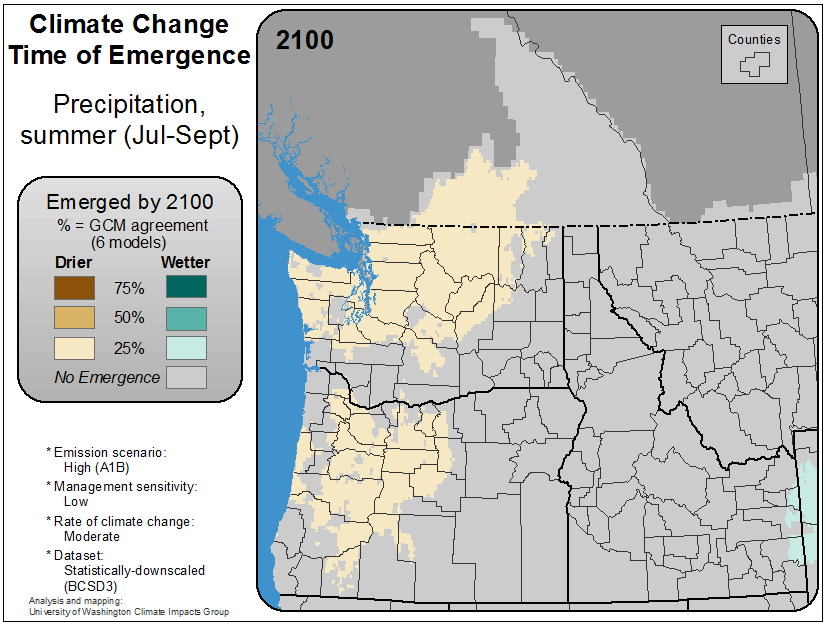 Climate Change
Time of Emergence
Precipitation,
summer (Jul-Sept)
Emerged by 2100
% = GCM agreement
(6 models)
Drier Wetter
75%
50%
25%
No Emergence
* Emission scenario:
High (A1B)
* Management sensitivity:
Low
* Rate of climate change:
Moderate
* Dataset:
Statistically-downscaled
(BCSD3)
Analysis and mapping:
University of Washington Climate Impacts Group
2100
Counties